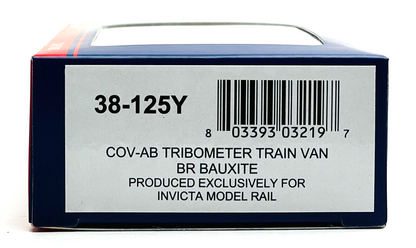 38-125Y
8 03393 03219 7
COV-AB TRIBOMETER TRAIN VAN
BR BAUXITE
PRODUCED EXCLUSIVELY FOR
INVICTA MODEL RAIL